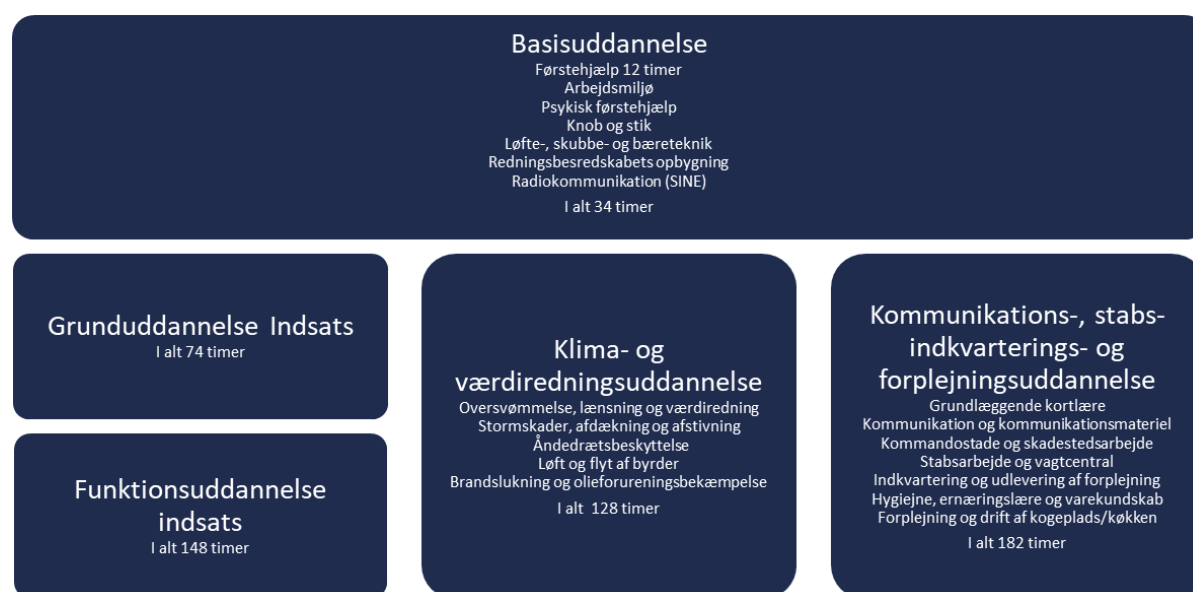 Basisuddannelse
Førstehjælp 12 timer
Arbejdsmiljø
Psykisk førstehjælp
Knob og stik
Løfte-, skubbe- og bæreteknik
Redningsbesredskabets opbygning
Radiokommunikation (SINE)
I alt 34 timer
Grunduddannelse Indsats
I alt 74 timer
Funktionsuddannelse
indsats
I alt 148 timer
Klima- og
værdiredningsuddannelse
Oversvømmelse, lænsning og værdiredning
Stormskader, afdækning og afstivning
Åndedrætsbeskyttelse
Løft og flyt af byrder
Brandslukning og olieforureningsbekæmpelse
I alt 128 timer
Kommunikations-, stabs-
indkvarterings- og
forplejningsuddannelse
Grundlæggende kortlære
Kommunikation og kommunikationsmateriel
Kommandostade og skadestedsarbejde
Stabsarbejde og vagtcentral
Indkvartering og udlevering af forplejning
Hygiejne, ernæringslære og varekundskab
Forplejning og drift af kogeplads/køkken
I alt 182 timer